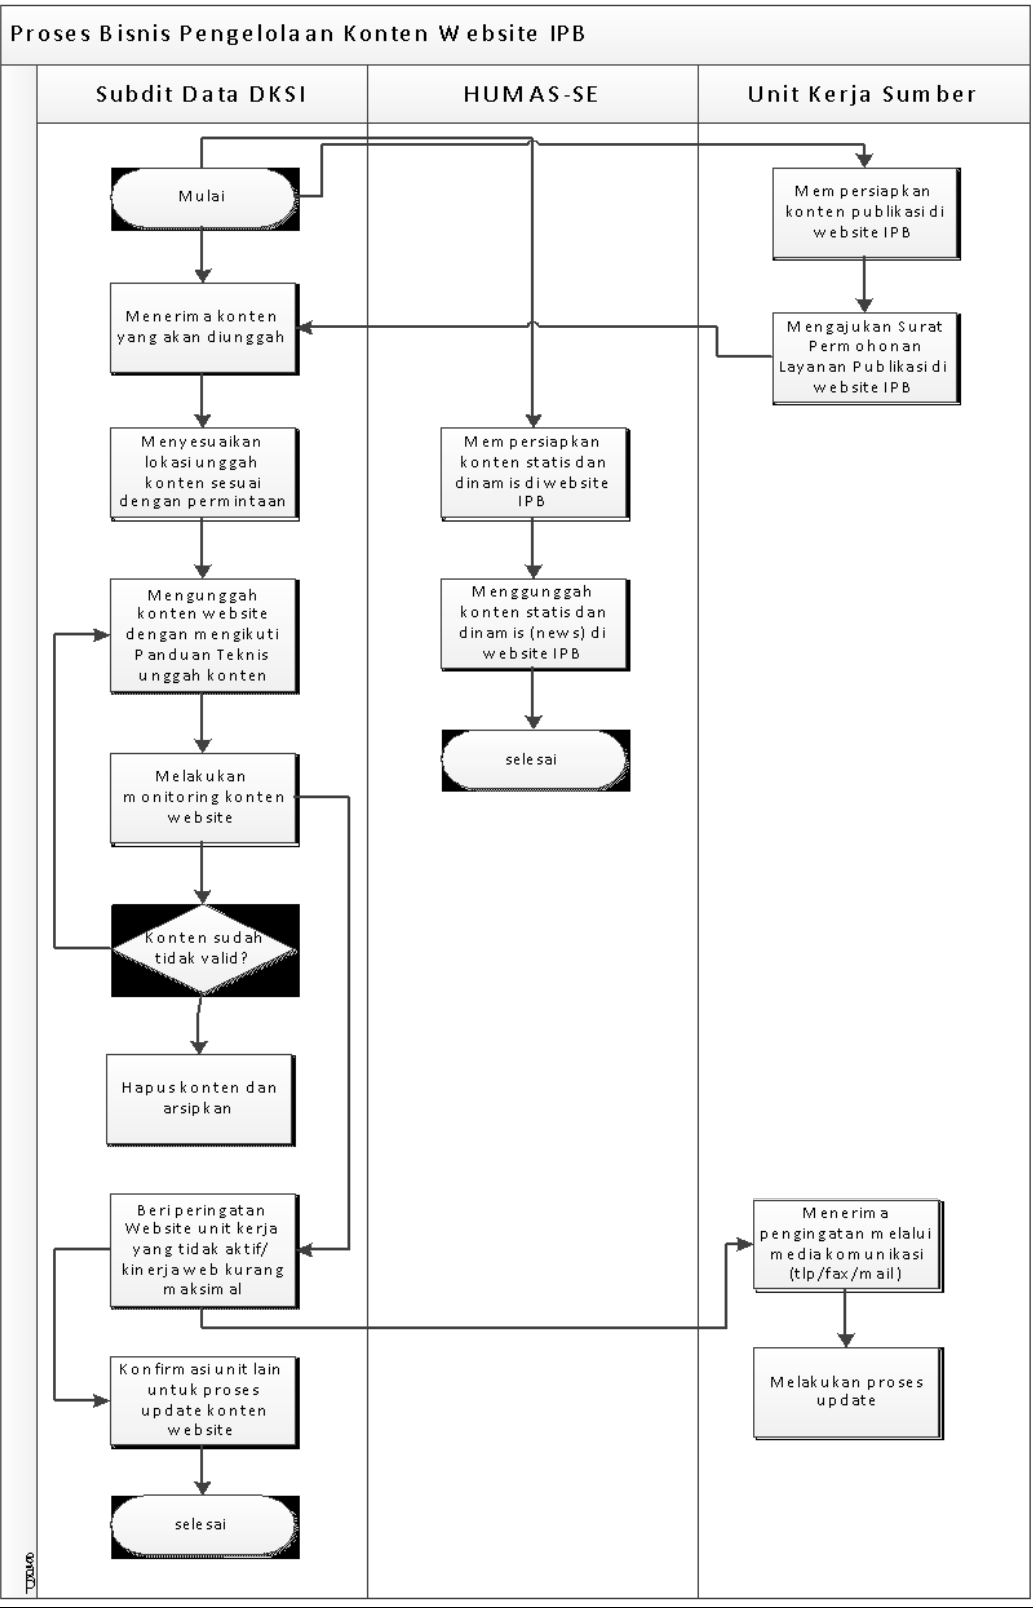 Proses Bisnis Pengelolaan Konten Website IPB
Subdit Data DKSI
HUMAS-SE
Unit Kerja Sumber
Mulai
Mempersiapkan
konten publikasi di
website IPB
Menerima konten
yang akan diunggah
Mengajukan Surat
Permohonan
Layanan Publikasi di
website IPB
Menyesuaikan
lokasi unggah
konten sesuai
dengan permintaan
Mempersiapkan
konten statis dan
dinamis di website
IPB
Mengunggah
konten website
dengan mengikuti
Panduan Teknis
unggah konten
Menggunggah
konten statis dan
dinamis (news) di
website IPB
Melakukan
monitoring konten
website
selesai
Konten sudah
tidak valid?
Hapus konten dan
arsipkan
Beri peringatan
Website unit kerja
yang tidak aktif/
kinerja web kurang
maksimal
Menerima
pengingatan melalui
media komunikasi
(tlp/fax/mail)
Konfirmasi unit lain
untuk proses
update konten
website
Melakukan proses
update
selesai